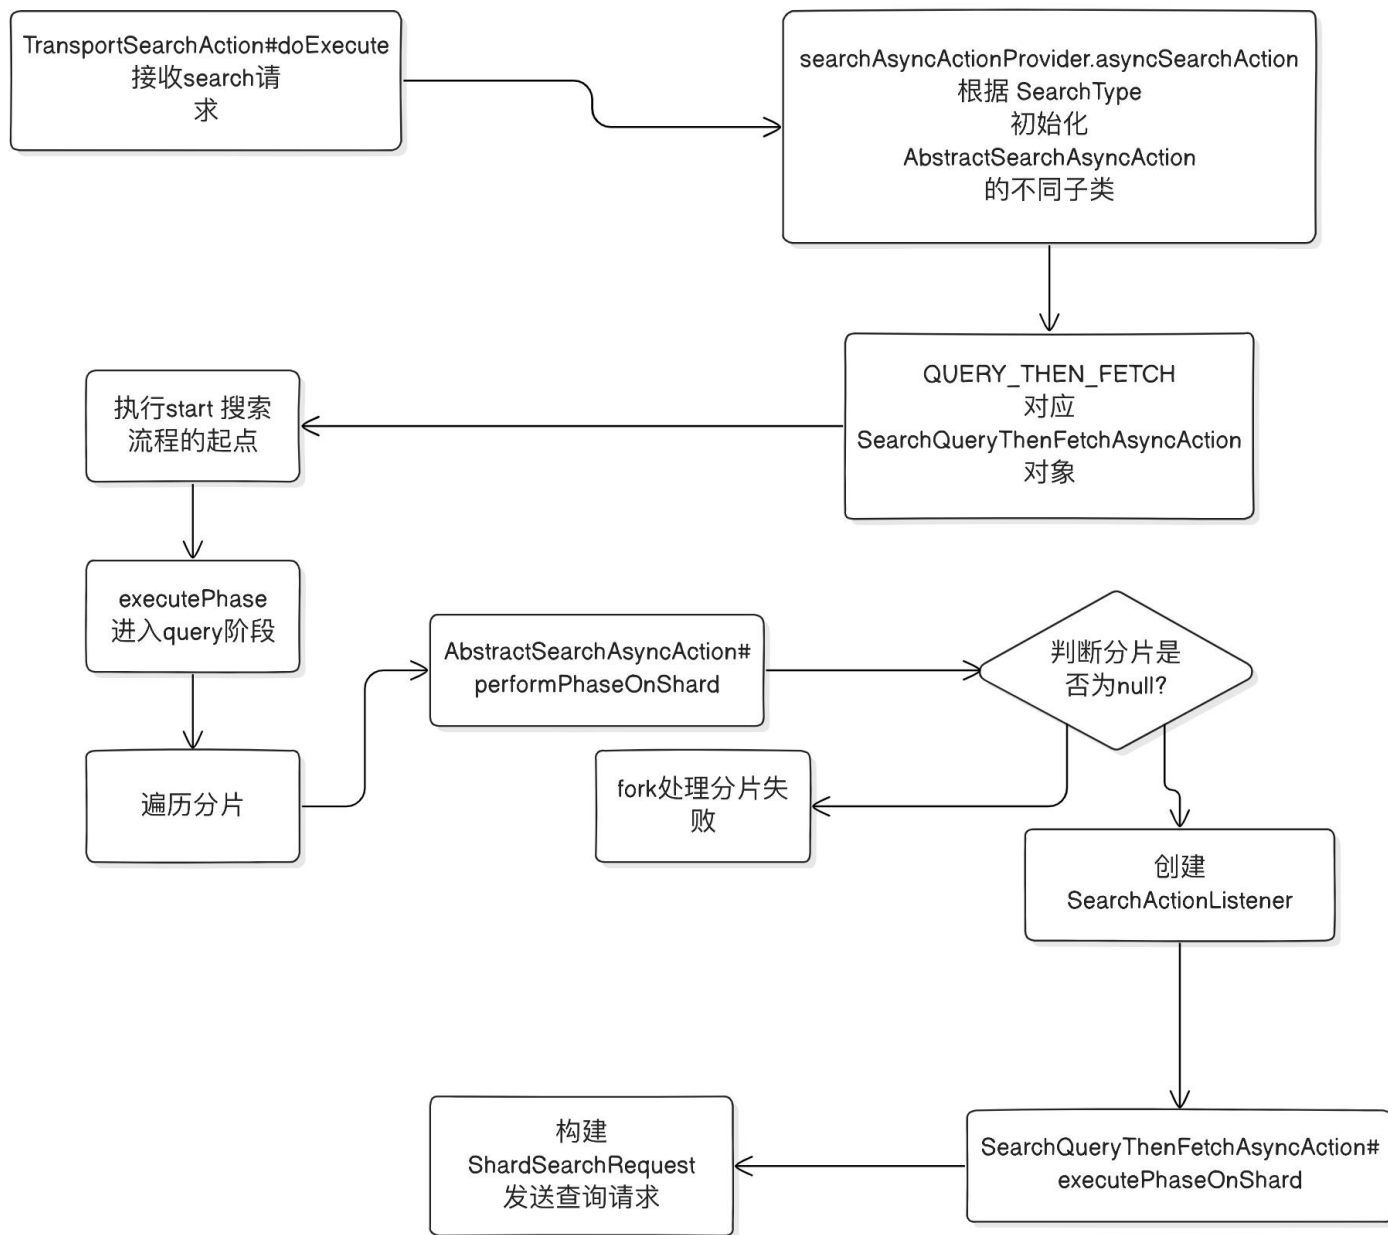 TransportSearchAction#doExecute
接收search请
求
searchAsyncActionProvider.asyncSearchAction
根据 SearchType
初始化
AbstractSearchAsyncAction
的不同子类
QUERY_THEN_FETCH
对应
SearchQueryThenFetchAsyncAction
对象
执行start 搜索
流程的起点
executePhase
进入query阶段
遍历分片
AbstractSearchAsyncAction#
performPhaseOnShard
判断分片是
否为null?
fork处理分片失
败
创建
SearchActionListener
SearchQueryThenFetchAsyncAction#
executePhaseOnShard
构建
ShardSearchRequest
发送查询请求